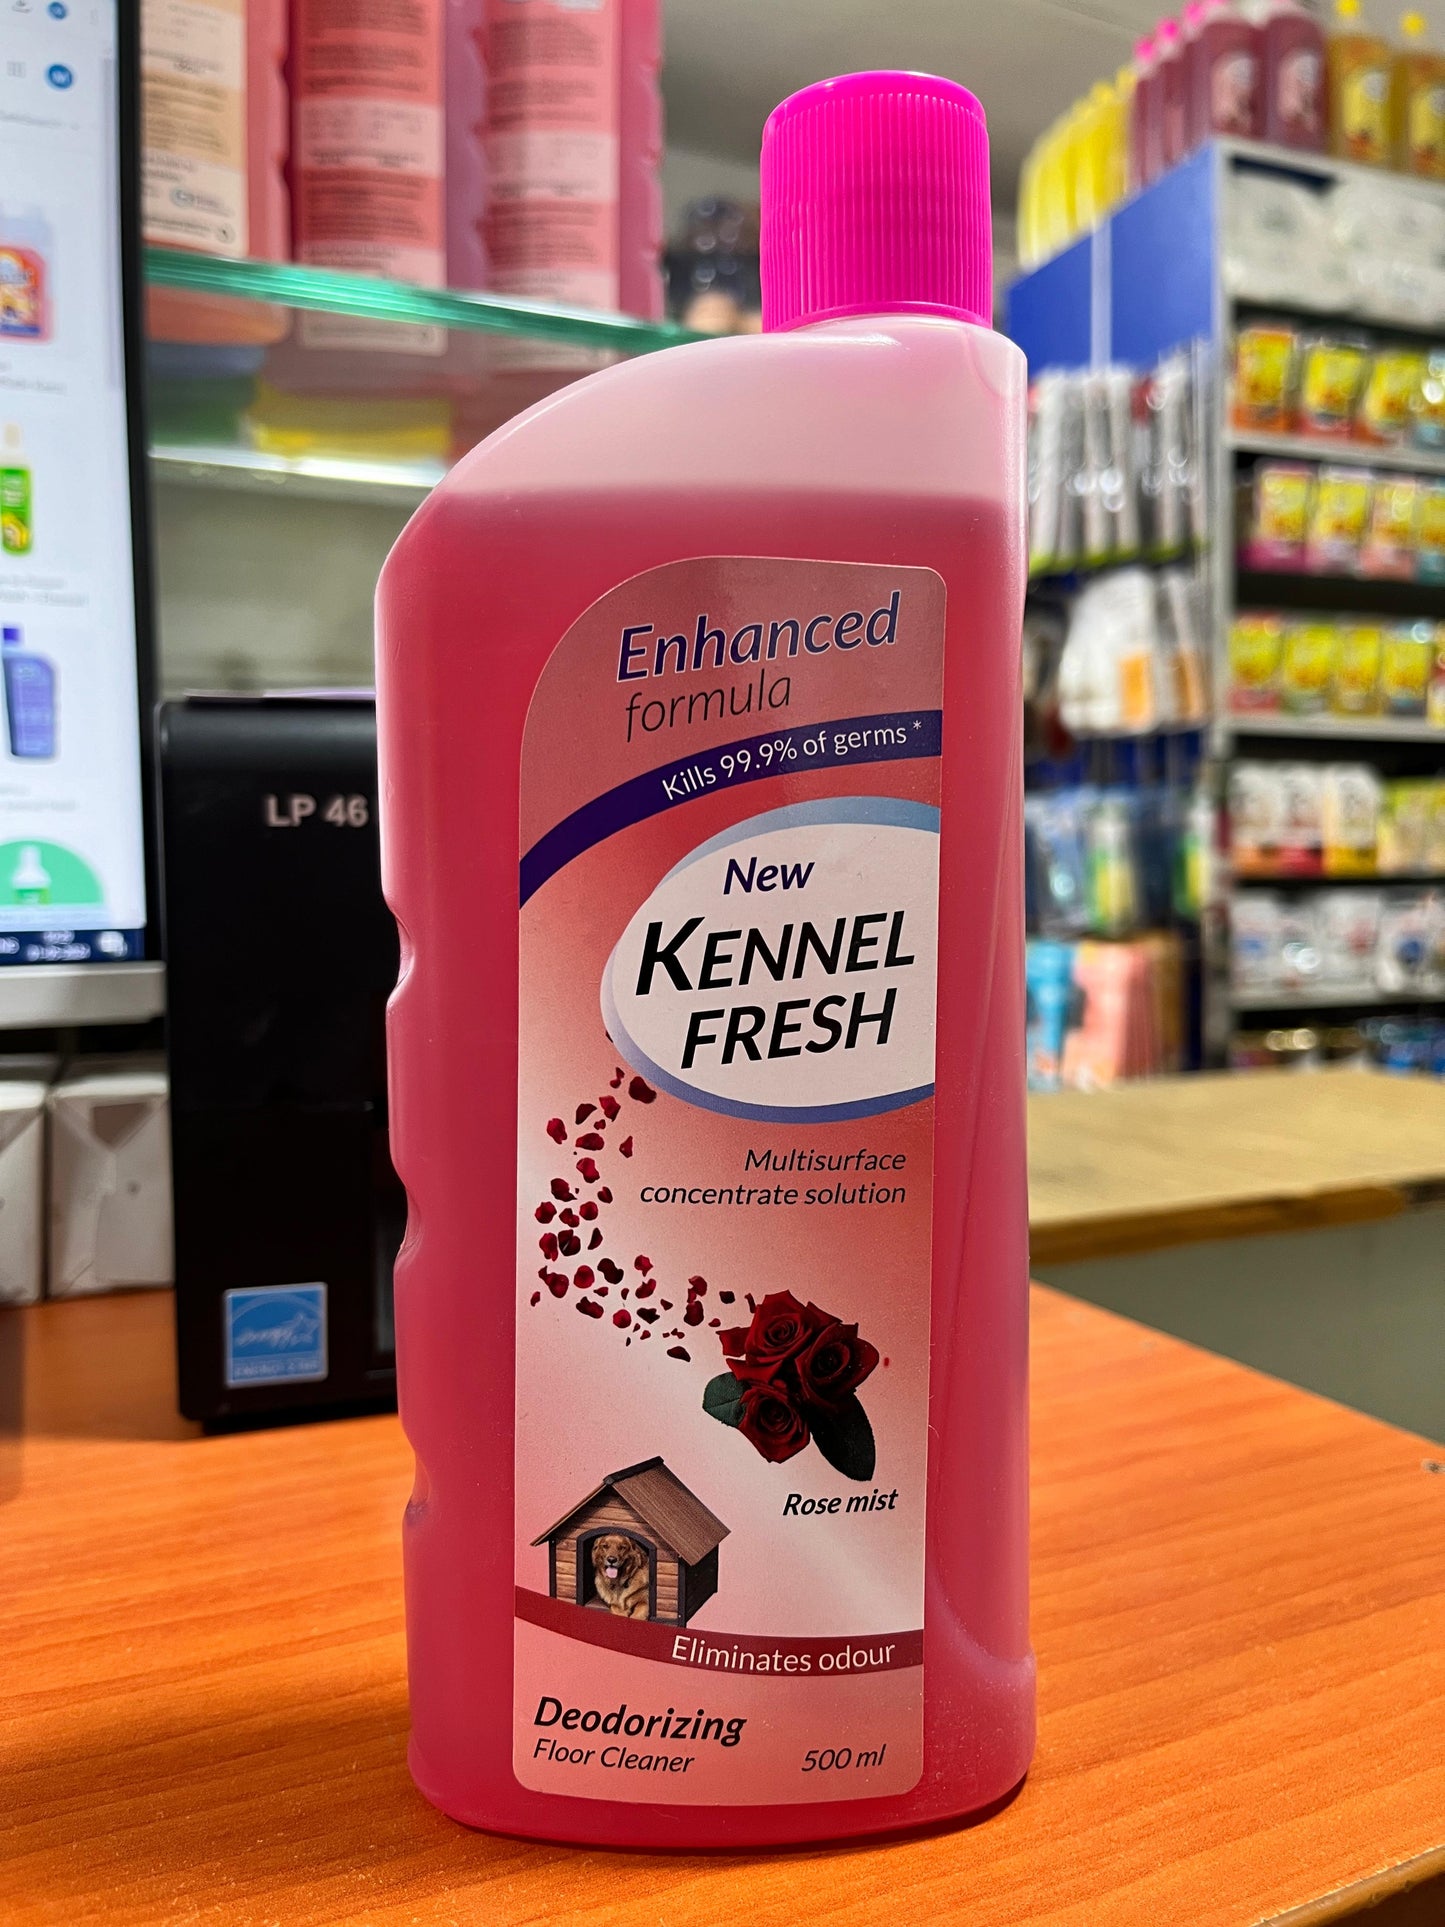 Enhanced
formula
Kills 99.9% of germs*
New
KENNEL
FRESH
Multisurface
concentrate solution
Rose mist
Eliminates odour
Deodorizing
Floor Cleaner
500 ml
LP 46